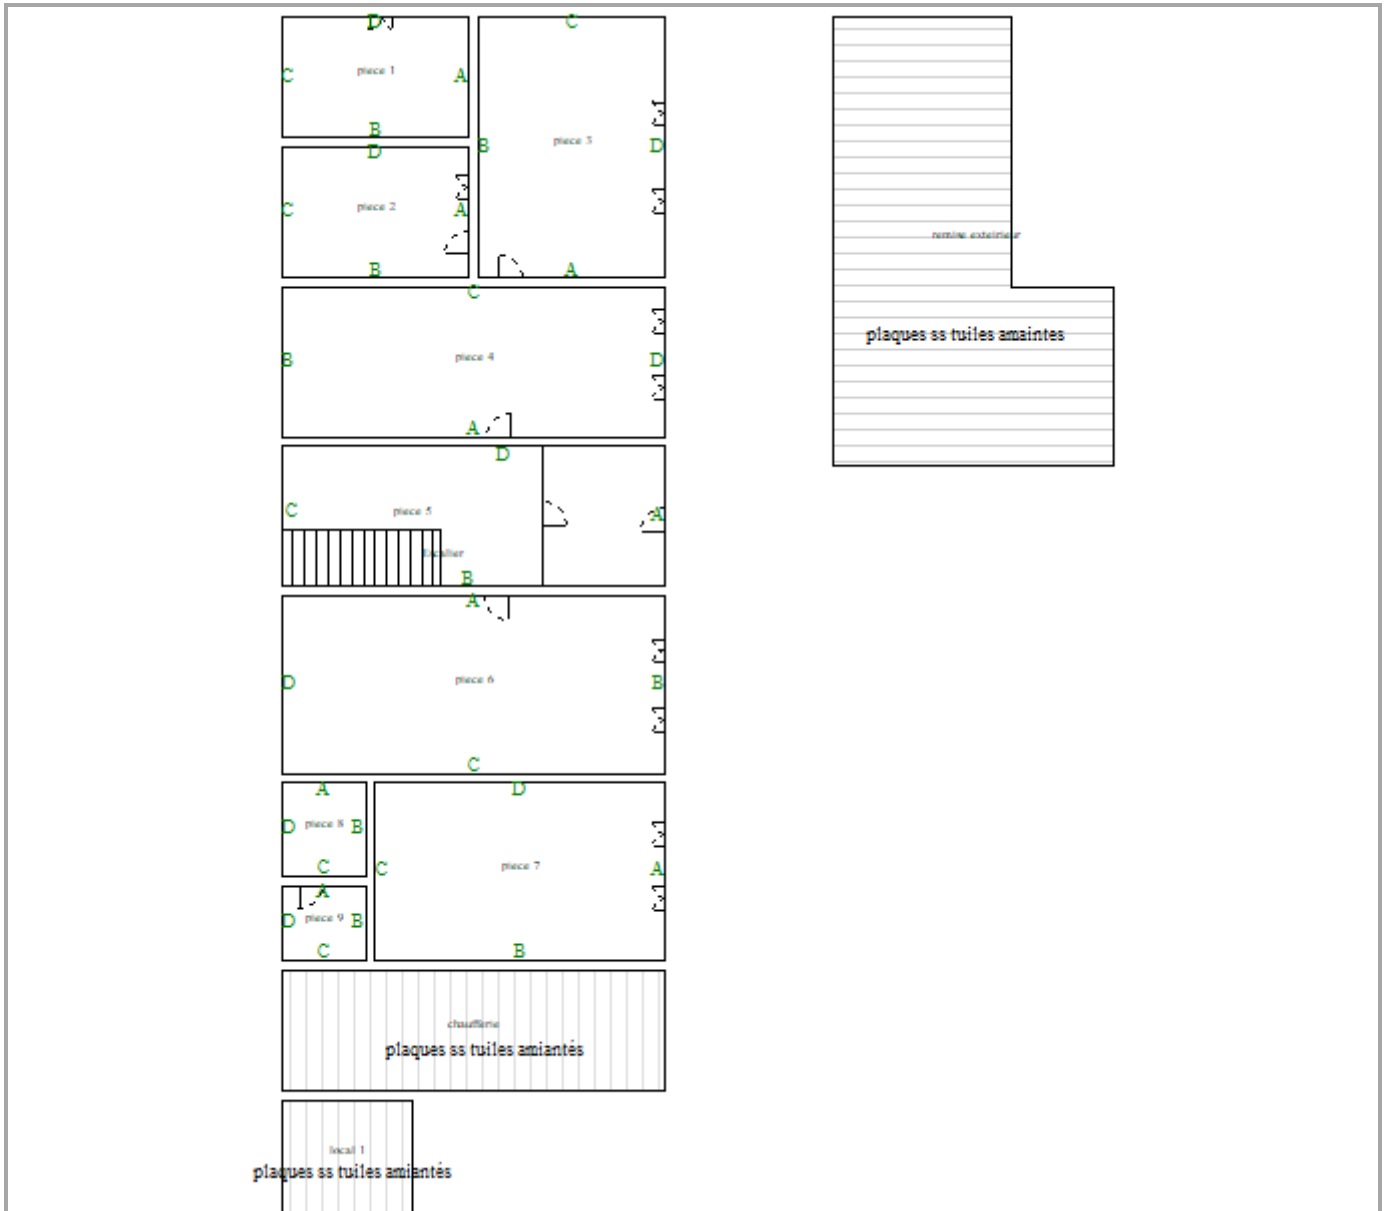 D
piece 1
C
A
B
C
piece 3
B
D
A
D
piece 2
C
A
B
C
piece 4
B
D
A
D
piece 5
C
A
Escalier
B
A
piece 6
D
B
C
A
piece 8
D
B
C
D
piece 7
C
A
B
A
piece 9
D
B
C
chaufferie
plaques ss tuiles amiantés
local 1
plaques ss tuiles amiantés
remise exteirieur
plaques ss tuiles amaintes